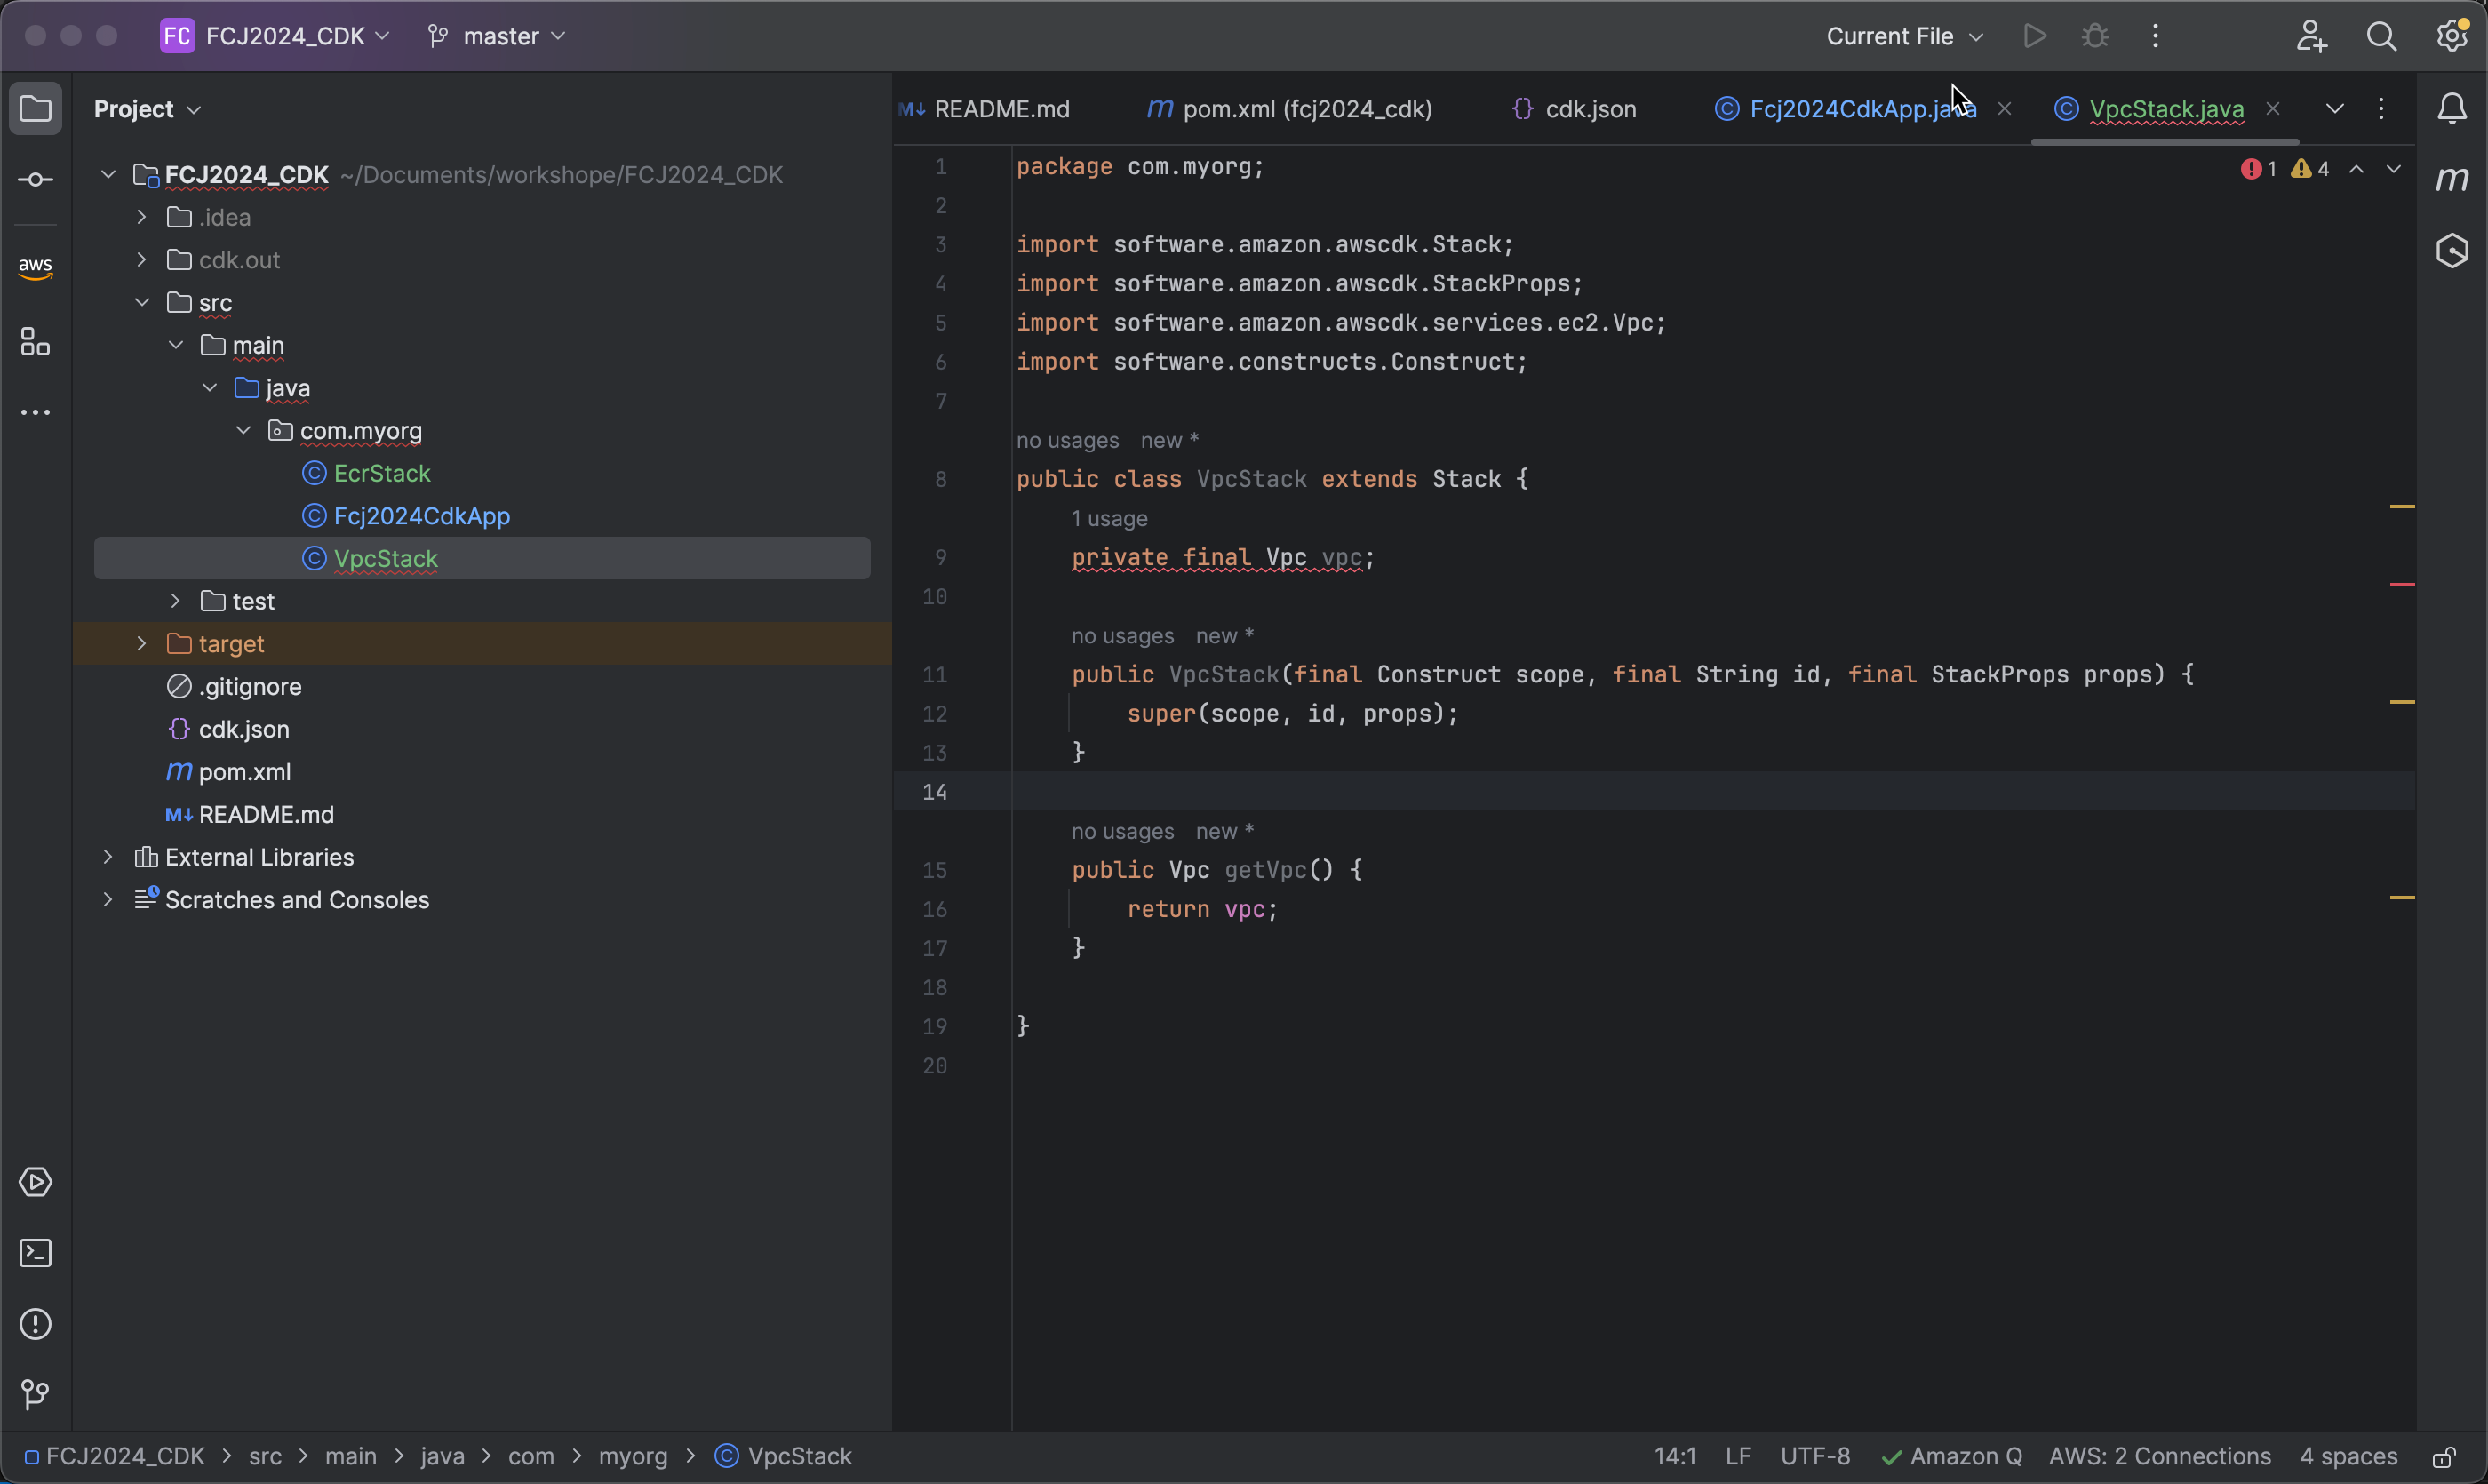 FC FCJ2024_CDK master Current File
Project
README.md pom.xml (fcj2024_cdk) cdk.json Fcj2024CdkApp.java VpcStack.java
FCJ2024_CDK ~/Documents/workshope/FCJ2024_CDK
.idea
cdk.out
src
main
java
com.myorg
EcrStack
Fcj2024CdkApp
VpcStack
test
target
.gitignore
{} cdk.json
m pom.xml
M↓ README.md
External Libraries
Scratches and Consoles
aws
1 4
1 package com.myorg;
2
3 import software.amazon.awscdk.Stack;
4 import software.amazon.awscdk.StackProps;
5 import software.amazon.awscdk.services.ec2.Vpc;
6 import software.constructs.Construct;
7
no usages new *
8 public class VpcStack extends Stack {
1 usage
9 private final Vpc vpc;
10
no usages new *
11 public VpcStack(final Construct scope, final String id, final StackProps props) {
12 super(scope, id, props);
13 }
14
no usages new *
15 public Vpc getVpc() {
16 return vpc;
17 }
18
19 }
20
FCJ2024_CDK > src > main > java > com > myorg > VpcStack 14:1 LF UTF-8 Amazon Q AWS: 2 Connections 4 spaces